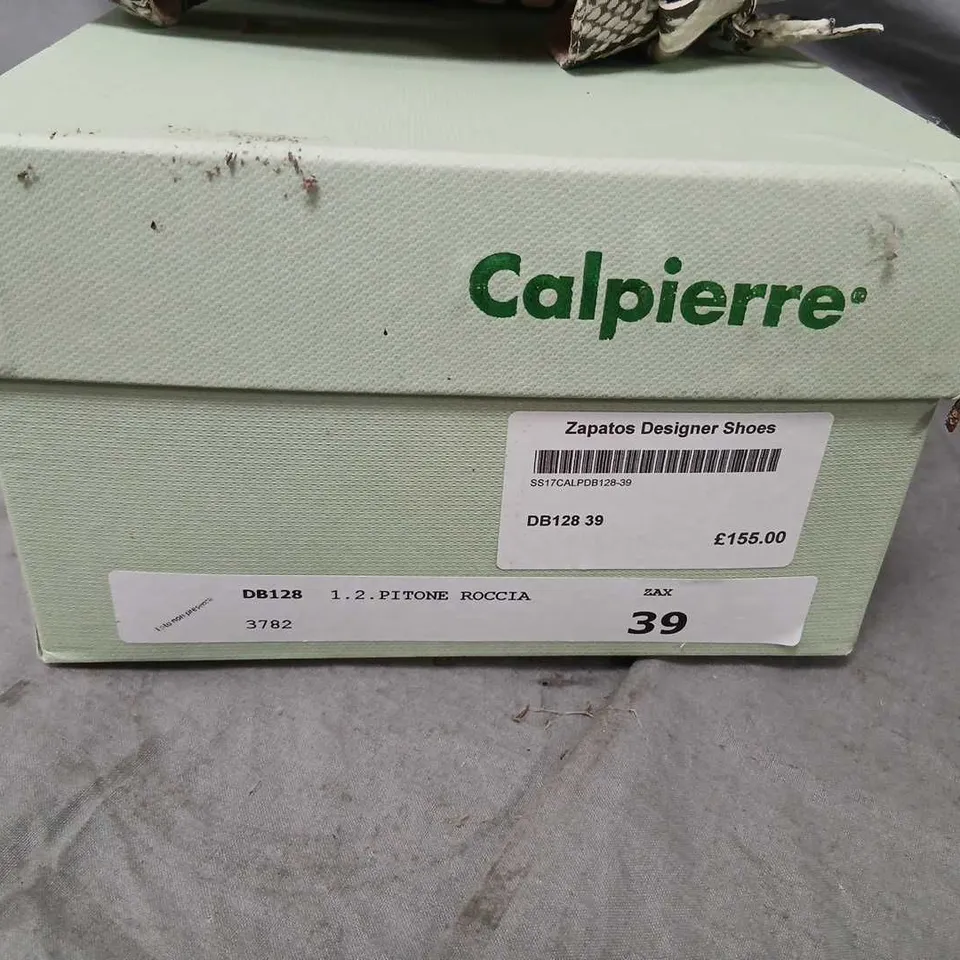 Calpierre®
Zapatos Designer Shoes
SS17CALPDB128-39
DB128 39
£155.00
DB128 1.2.PITONE ROCCIA ZAX
3782 39